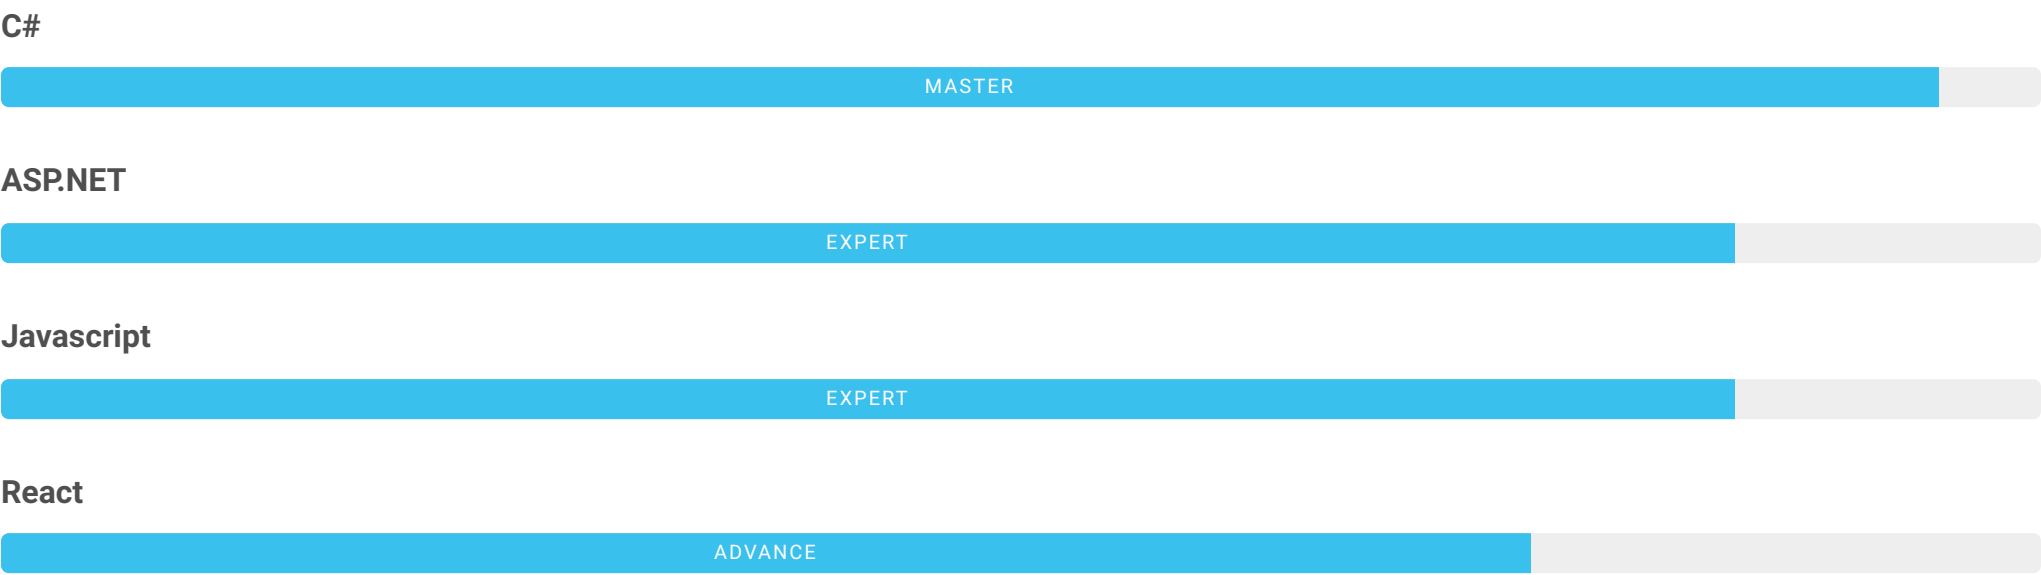 C#
MASTER
ASP.NET
EXPERT
Javascript
EXPERT
React
ADVANCE